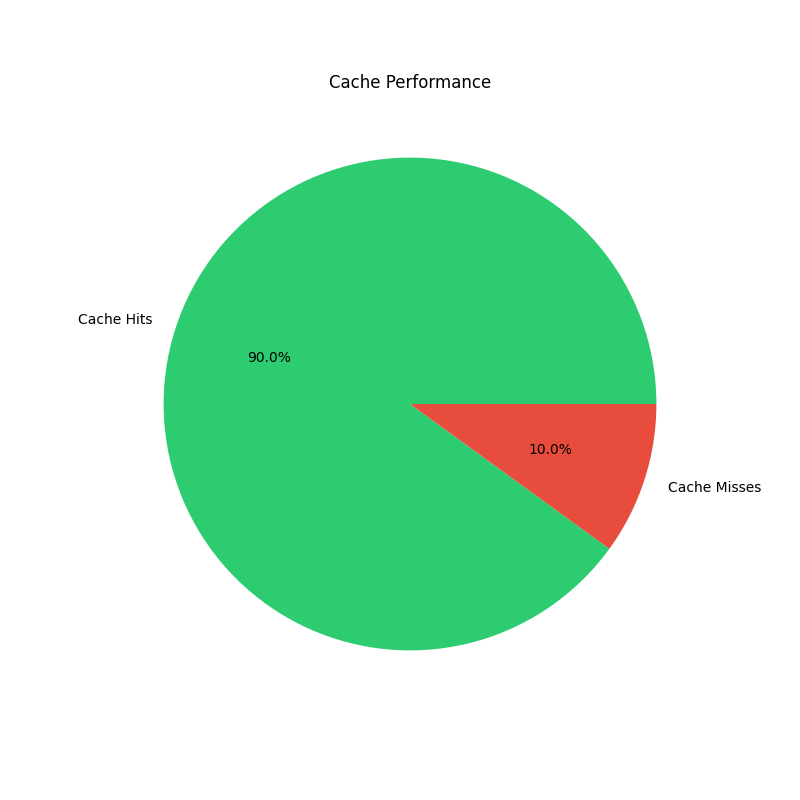 Cache Performance
Cache Hits
90.0%
10.0%
Cache Misses